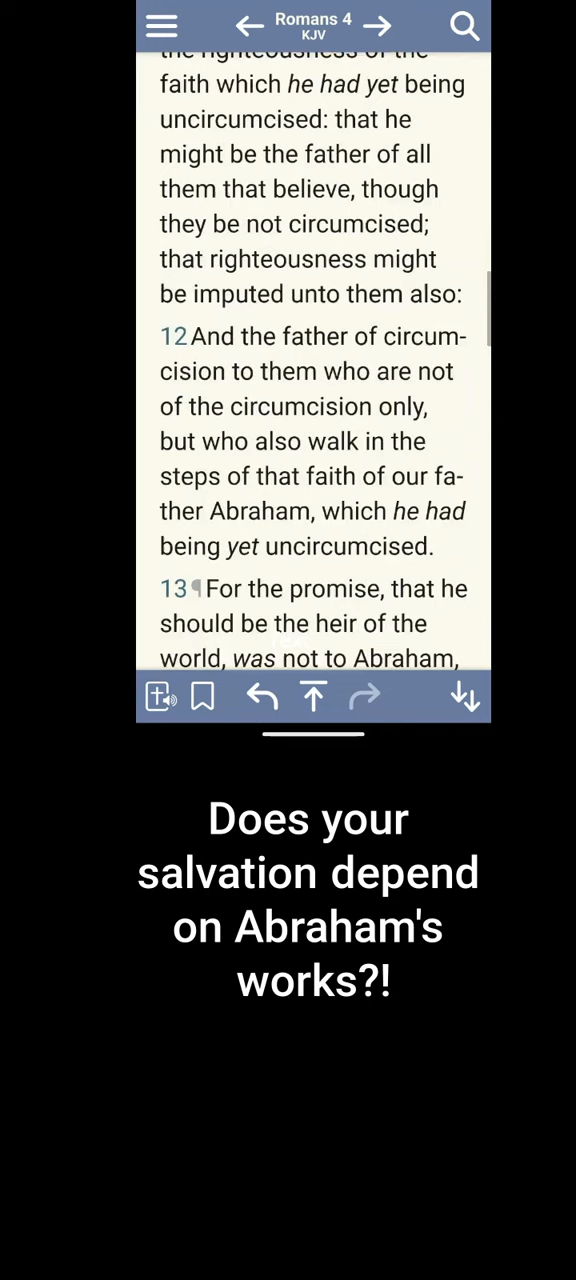 Romans 4
KJV
the righteousness of the
faith which he had yet being
uncircumcised: that he
might be the father of all
them that believe, though
they be not circumcised;
that righteousness might
be imputed unto them also:
12 And the father of circum-
cision to them who are not
of the circumcision only,
but who also walk in the
steps of that faith of our fa-
ther Abraham, which he had
being yet uncircumcised.
13 ¶ For the promise, that he
should be the heir of the
world, was not to Abraham,
Does your
salvation depend
on Abraham's
works?!